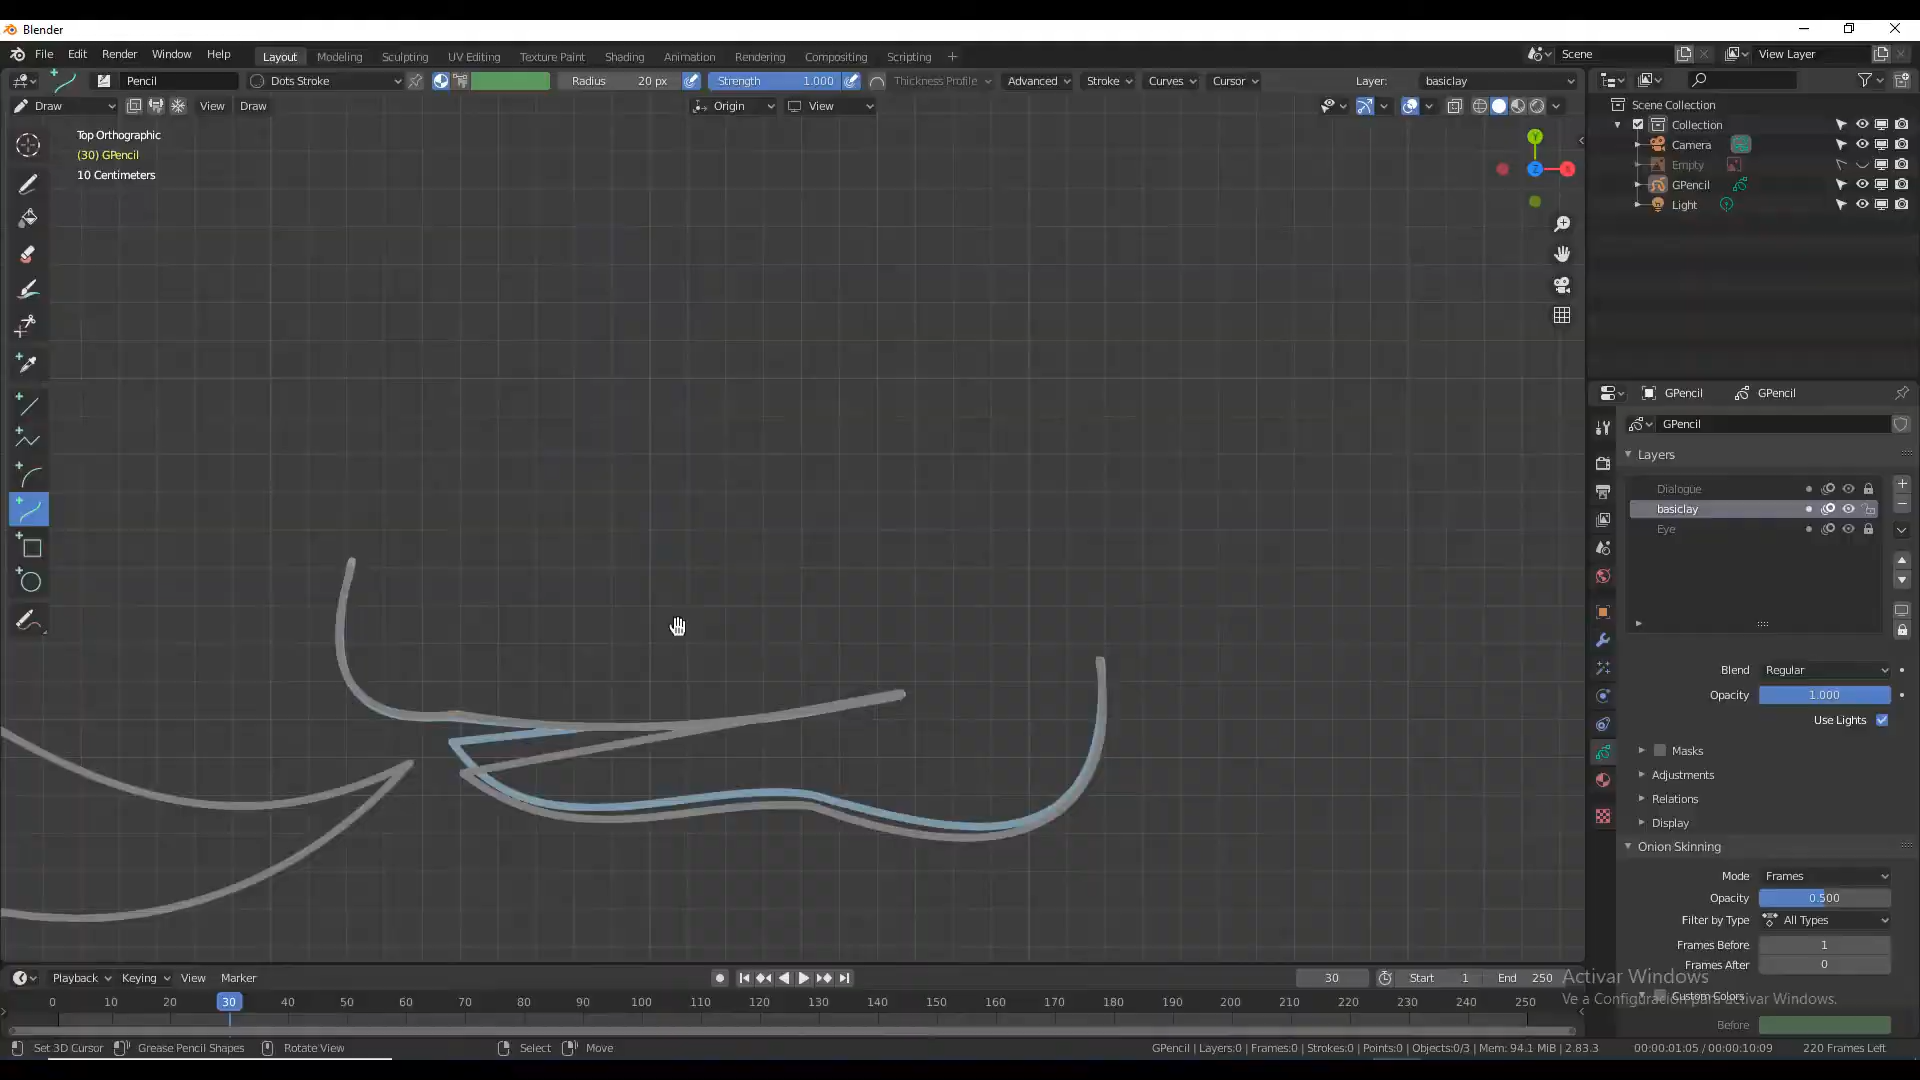 Blender
File Edit Render Window Help Layout Modeling Sculpting UV Editing Texture Paint Shading Animation Rendering Compositing Scripting + Scene View Layer
Pencil Dots Stroke Radius 20 px Strength 1.000 Thickness Profile Advanced Stroke Curves Cursor Layer: basiclay
Draw View Draw Origin View
Scene Collection
Collection
Camera
Empty
GPencil
Light
Top Orthographic
(30) GPencil
10 Centimeters
Y
Z
X
GPencil GPencil
GPencil
Layers
Dialogue
basiclay
Eye
Blend Regular
Opacity 1.000
Use Lights
Masks
Adjustments
Relations
Display
Onion Skinning
Mode Frames
Opacity 0.500
Filter by Type All Types
Frames Before 1
Frames After 0
Custom Colors
Before
Activar Windows
Ve a Configuración para activar Windows.
Playback Keying View Marker 30 Start 1 End 250
0 10 20 30 40 50 60 70 80 90 100 110 120 130 140 150 160 170 180 190 200 210 220 230 240 250
Set 3D Cursor Grease Pencil Shapes Rotate View Select Move GPencil | Layers:0 | Frames:0 | Strokes:0 | Points:0 | Objects:0/3 | Mem: 94.1 MiB | 2.83.3 00:00:01:05 / 00:00:10:09 220 Frames Left